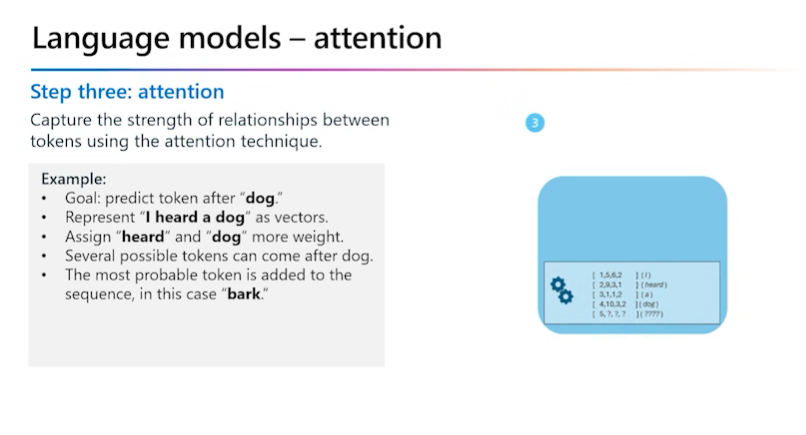 Language models – attention
Step three: attention
Capture the strength of relationships between
tokens using the attention technique.
3
Example:
• Goal: predict token after "dog."
• Represent "I heard a dog" as vectors.
• Assign "heard" and "dog" more weight.
• Several possible tokens can come after dog.
• The most probable token is added to the
sequence, in this case "bark."
[ 1,5,6,2 ] (I)
[ 2,9,3,1 ] (heard)
[ 3,1,1,2 ] (a)
[ 4,10,3,2 ] (dog)
[ 5,?,?,? ] (????)